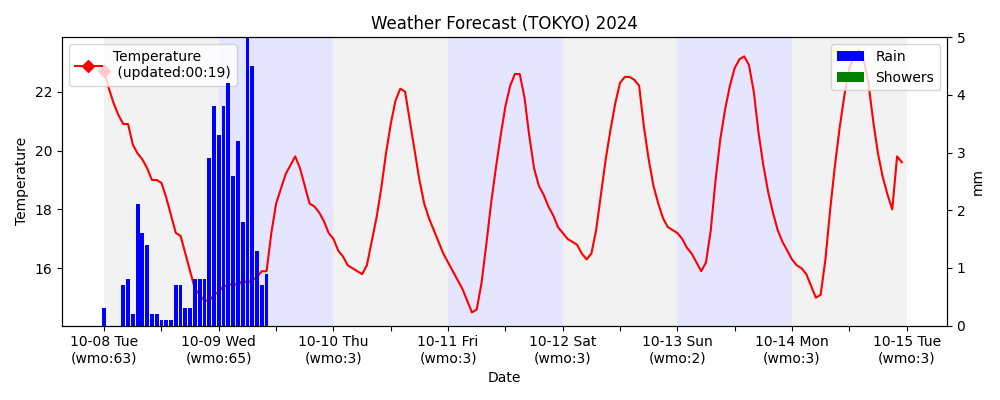 Weather Forecast (TOKYO) 2024
Temperature
(updated:00:19)
Rain
Showers
Temperature
22
20
18
16
5
4
3
2
1
0
mm
10-08 Tue
(wmo:63)
10-09 Wed
(wmo:65)
10-10 Thu
(wmo:3)
10-11 Fri
(wmo:3)
10-12 Sat
(wmo:3)
10-13 Sun
(wmo:2)
10-14 Mon
(wmo:3)
10-15 Tue
(wmo:3)
Date